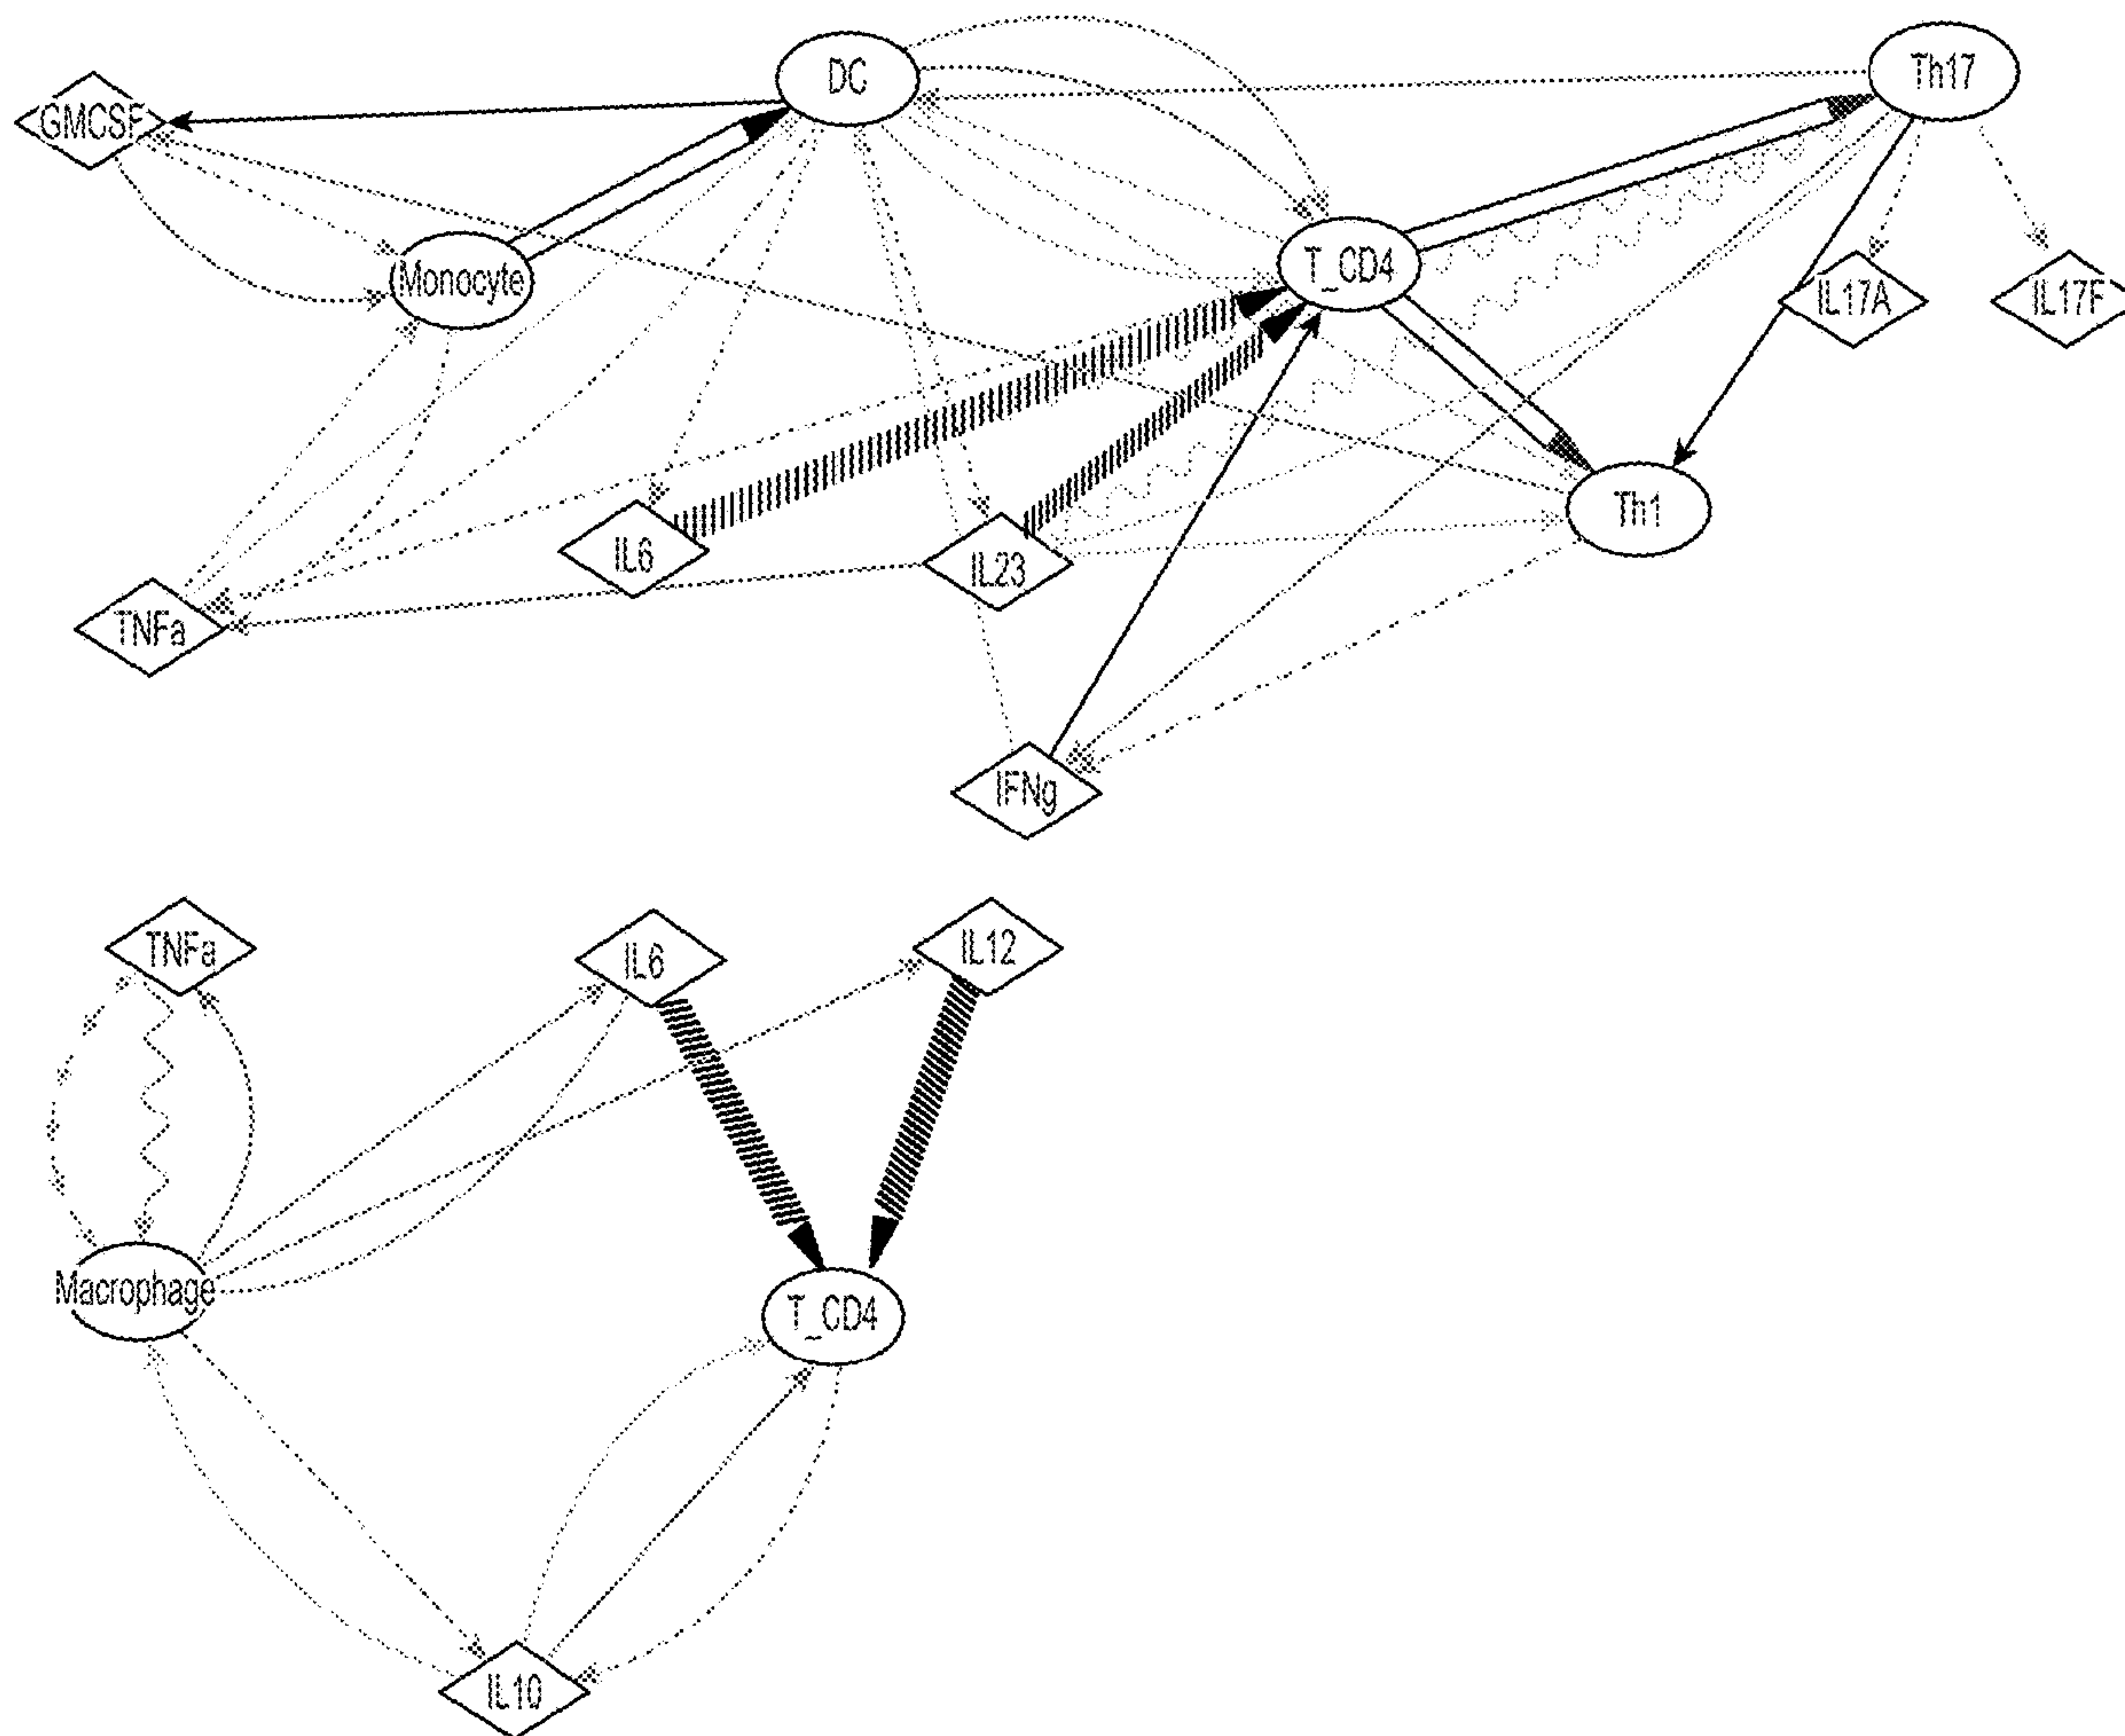 DC
Th17
GMCSF
Monocyte
T_CD4
IL17A
IL17F
Th1
IL6
IL23
TNFa
IFNg
TNFa
IL6
IL12
Macrophage
T_CD4
IL10